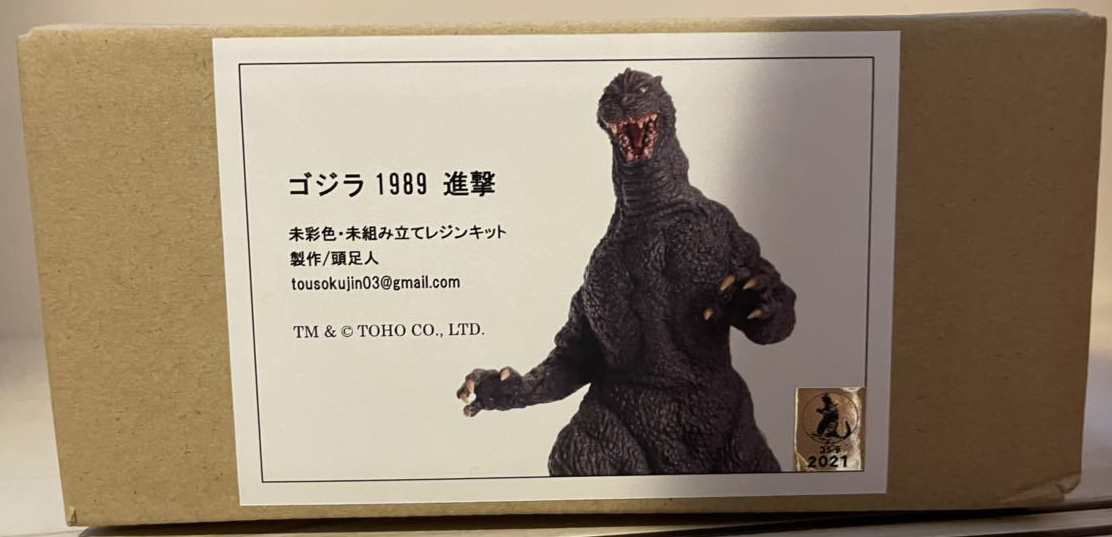 ゴジラ 1989 進撃
未彩色・未組み立てレジンキット
製作/頭足人
tousokujin03@gmail.com
TM & © TOHO CO., LTD.
ゴジラ
2021